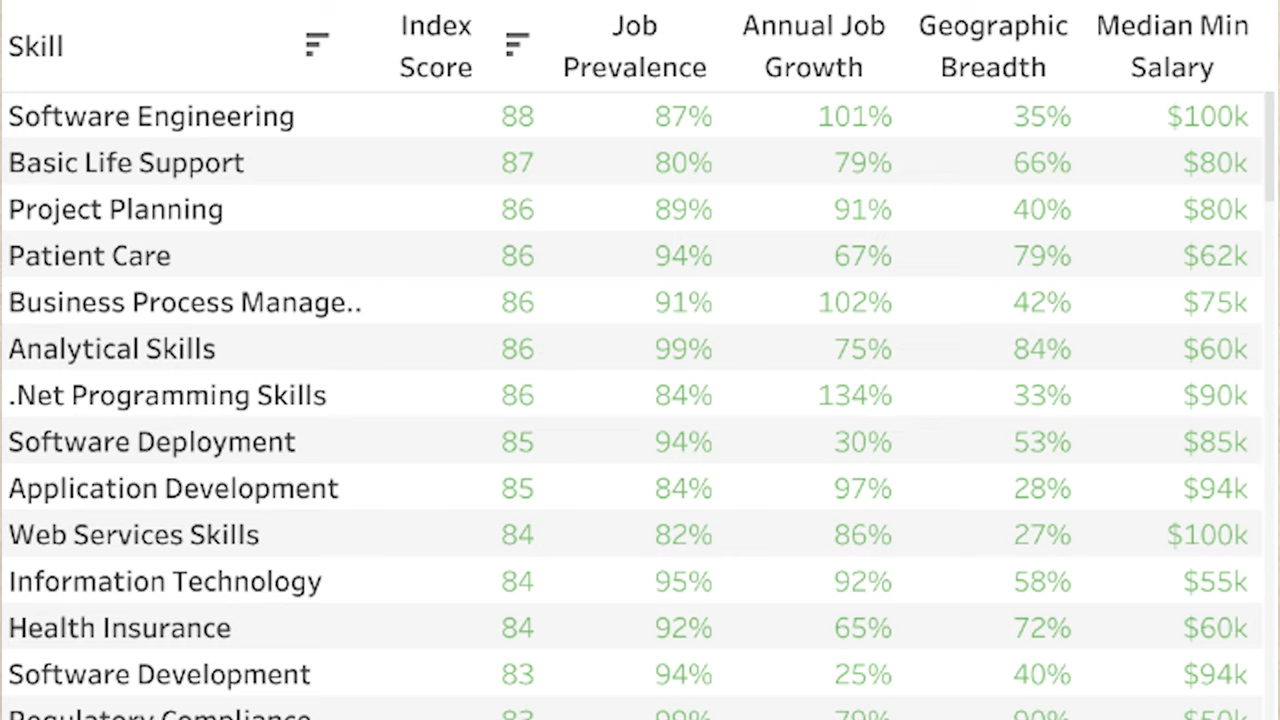 Skill Index Score Job Prevalence Annual Job Growth Geographic Breadth Median Min Salary
Software Engineering 88 87% 101% 35% $100k
Basic Life Support 87 80% 79% 66% $80k
Project Planning 86 89% 91% 40% $80k
Patient Care 86 94% 67% 79% $62k
Business Process Manage.. 86 91% 102% 42% $75k
Analytical Skills 86 99% 75% 84% $60k
.Net Programming Skills 86 84% 134% 33% $90k
Software Deployment 85 94% 30% 53% $85k
Application Development 85 84% 97% 28% $94k
Web Services Skills 84 82% 86% 27% $100k
Information Technology 84 95% 92% 58% $55k
Health Insurance 84 92% 65% 72% $60k
Software Development 83 94% 25% 40% $94k
Regulatory Compliance